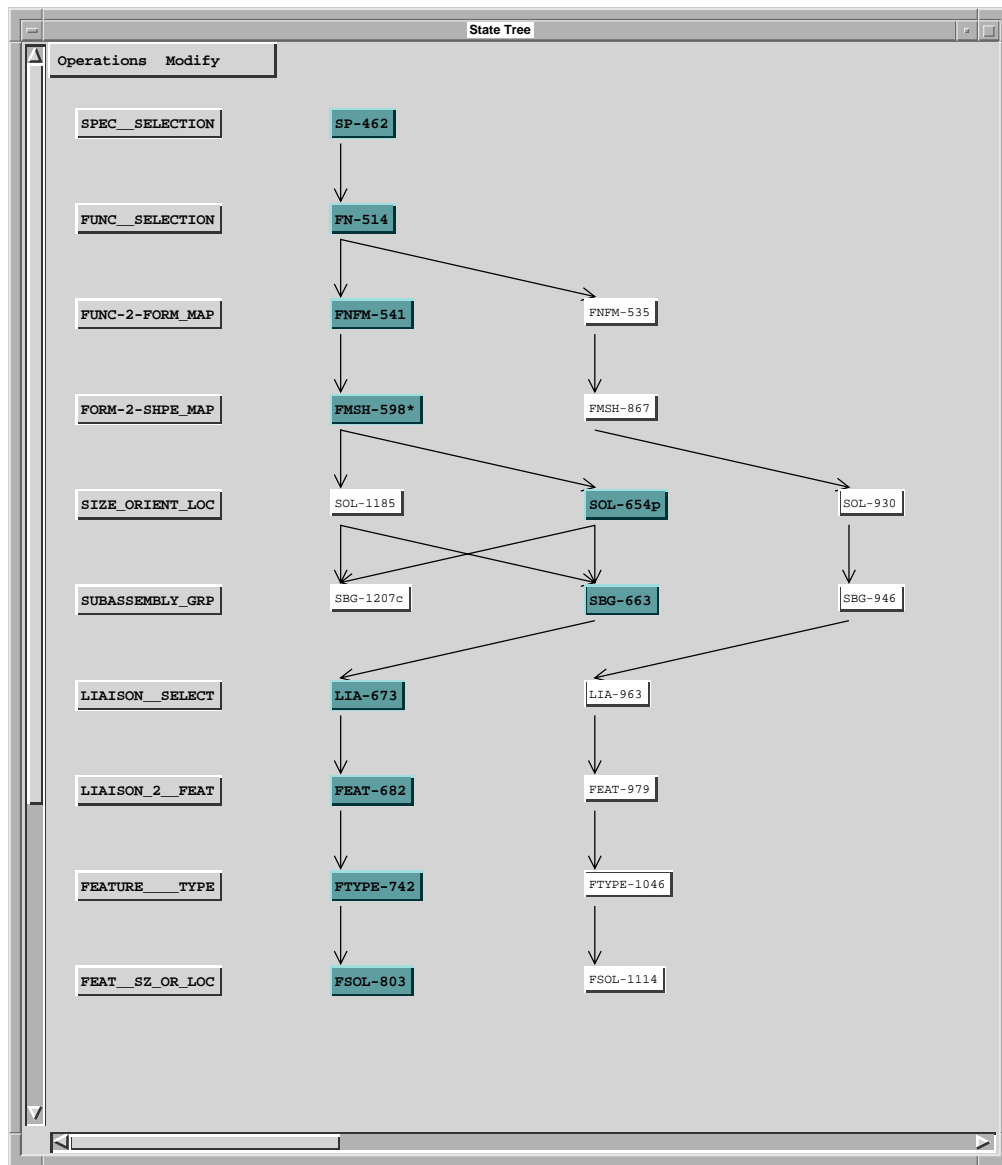 State Tree
Operations Modify
SPEC__SELECTION SP-462
FUNC__SELECTION FN-514
FUNC-2-FORM_MAP FNFM-541 FNFM-535
FORM-2-SHPE_MAP FMSH-598* FMSH-867
SIZE_ORIENT_LOC SOL-1185 SOL-654p SOL-930
SUBASSEMBLY_GRP SBG-1207c SBG-663 SBG-946
LIAISON__SELECT LIA-673 LIA-963
LIAISON_2__FEAT FEAT-682 FEAT-979
FEATURE____TYPE FTYPE-742 FTYPE-1046
FEAT__SZ_OR_LOC FSOL-803 FSOL-1114